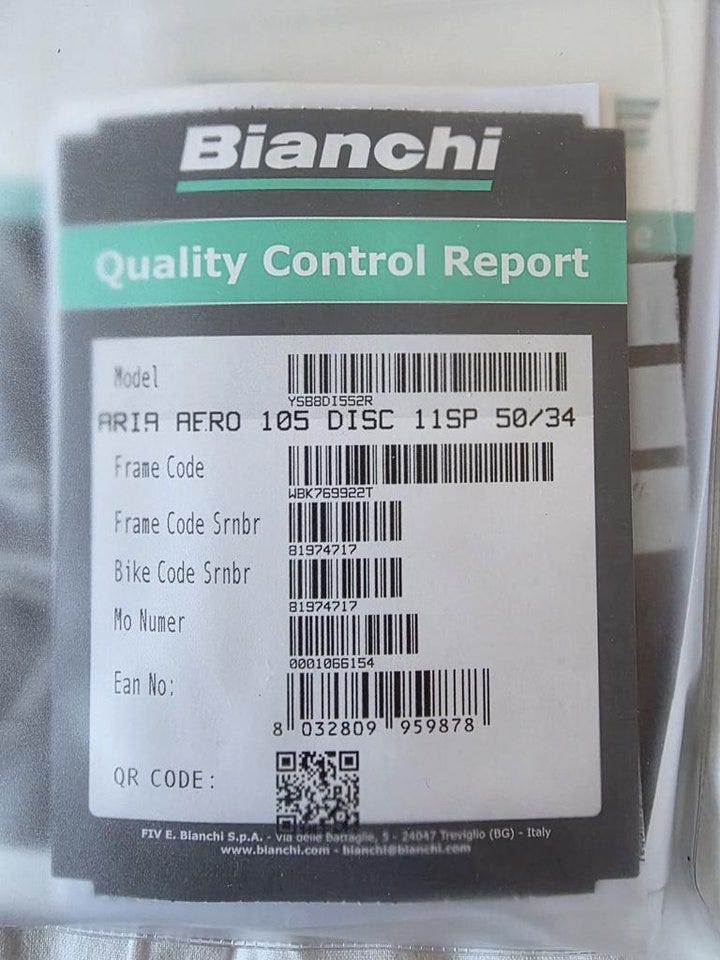 Bianchi
Quality Control Report
Model
YSB8DI552R
ARIA AERO 105 DISC 11SP 50/34
Frame Code
WBK769922T
Frame Code Srnbr
81974717
Bike Code Srnbr
81974717
Mo Numer
0001066154
Ean No:
8 032809 959878
QR CODE:
FIV E. Bianchi S.p.A. - Via delle Battaglie, 5 - 24047 Treviglio (BG) - Italy
www.bianchi.com - bianchi@bianchi.com